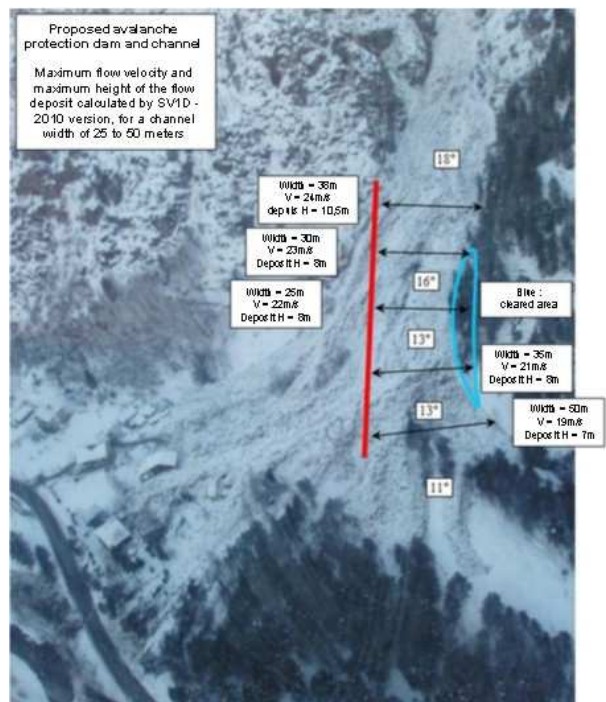 Proposed avalanche
protection dam and channel
Maximum flow velocity and
maximum height of the flow
deposit calculated by SV1D -
2010 version, for a channel
width of 25 to 50 meters
18°
Width = 38m
V = 24m/s
depuis H = 10,5m
Width = 30m
V = 23m/s
Deposit H = 8m
16°
Width = 25m
V = 22m/s
Deposit H = 8m
Blue :
cleared area
13°
Width = 35m
V = 21m/s
Deposit H = 8m
13°
Width = 50m
V = 19m/s
Deposit H = 7m
11°